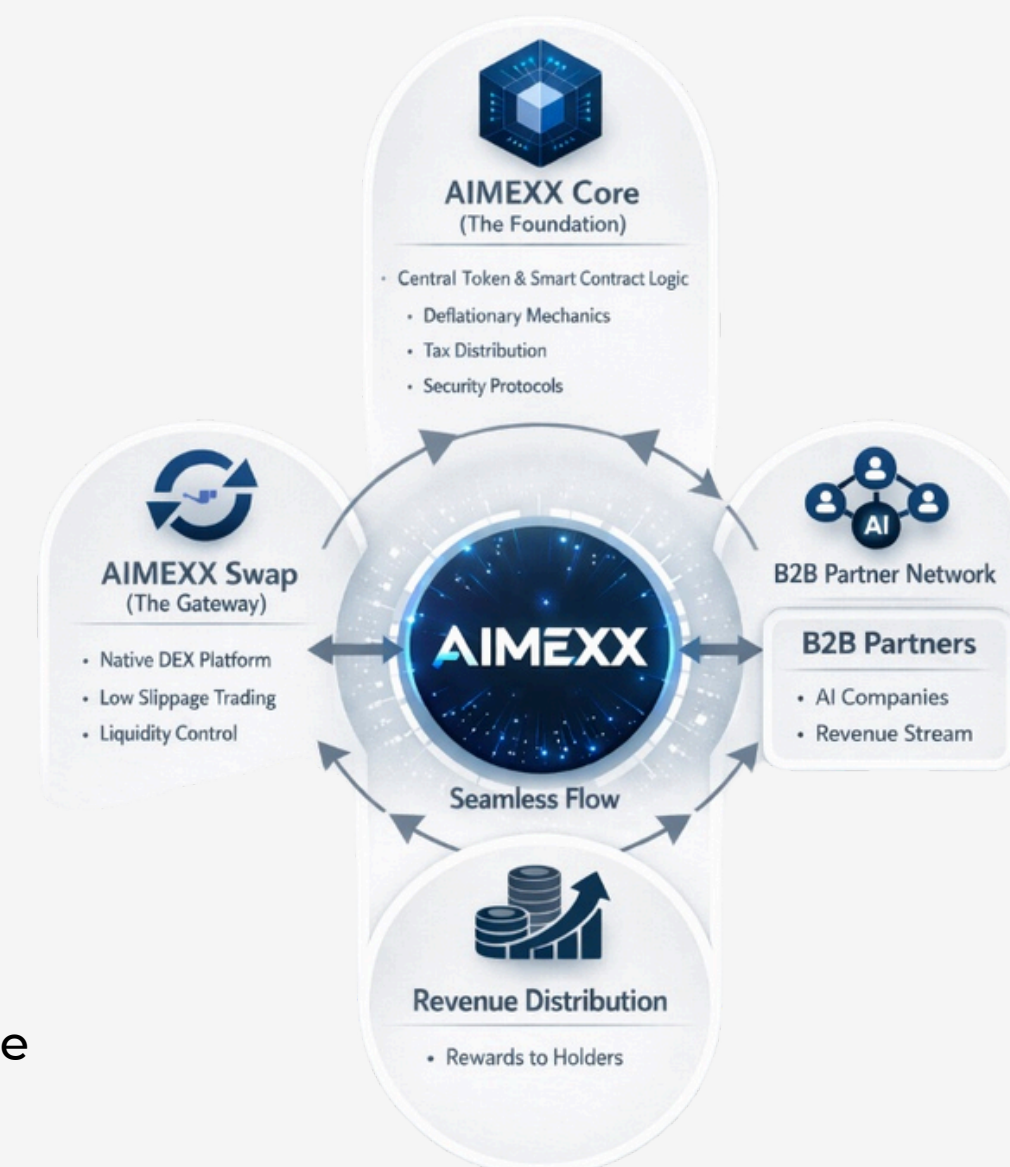 AIMEXX Core
(The Foundation)
• Central Token & Smart Contract Logic
• Deflationary Mechanics
• Tax Distribution
• Security Protocols
AIMEXX Swap
(The Gateway)
• Native DEX Platform
• Low Slippage Trading
• Liquidity Control
AIMEXX
Seamless Flow
AI
B2B Partner Network
B2B Partners
• AI Companies
• Revenue Stream
Revenue Distribution
• Rewards to Holders
e